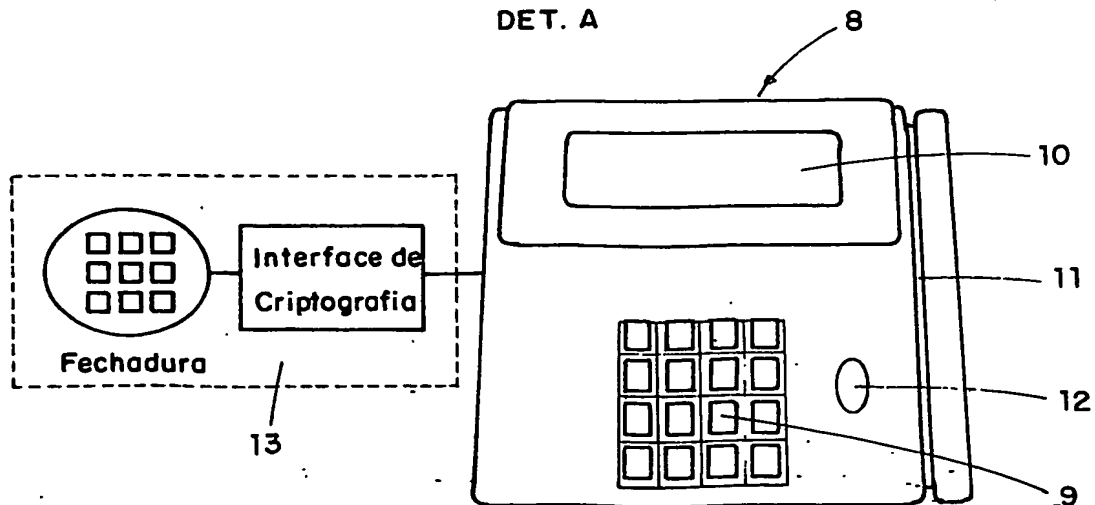 DET. A
8
10
Interface de
Criptografia
11
Fechadura
12
13
9